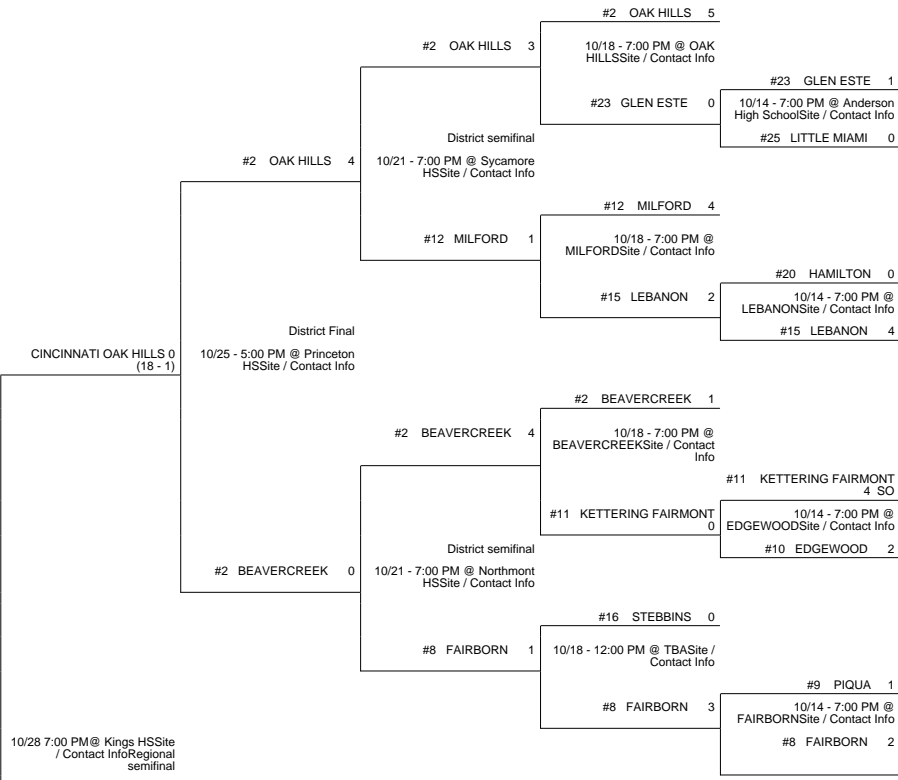 #2 OAK HILLS 5
#2 OAK HILLS 3
10/18 - 7:00 PM @ OAK
HILLSSite / Contact Info
#23 GLEN ESTE 1
#23 GLEN ESTE 0
10/14 - 7:00 PM @ Anderson
High SchoolSite / Contact Info
#25 LITTLE MIAMI 0
District semifinal
10/21 - 7:00 PM @ Sycamore
HSSite / Contact Info
#2 OAK HILLS 4
#12 MILFORD 4
#12 MILFORD 1
10/18 - 7:00 PM @
MILFORDSite / Contact Info
#20 HAMILTON 0
#15 LEBANON 2
10/14 - 7:00 PM @
LEBANONSite / Contact Info
#15 LEBANON 4
District Final
10/25 - 5:00 PM @ Princeton
HSSite / Contact Info
CINCINNATI OAK HILLS 0
(18 - 1)
#2 BEAVERCREEK 1
#2 BEAVERCREEK 4
10/18 - 7:00 PM @
BEAVERCREEKSite / Contact
Info
#11 KETTERING FAIRMONT
4 SO
#11 KETTERING FAIRMONT
0
10/14 - 7:00 PM @
EDGEWOODSite / Contact Info
#10 EDGEWOOD 2
District semifinal
10/21 - 7:00 PM @ Northmont
HSSite / Contact Info
#2 BEAVERCREEK 0
#16 STEBBINS 0
#8 FAIRBORN 1
10/18 - 12:00 PM @ TBASite /
Contact Info
#9 PIQUA 1
#8 FAIRBORN 3
10/14 - 7:00 PM @
FAIRBORNSite / Contact Info
#8 FAIRBORN 2
10/28 7:00 PM@ Kings HSSite
/ Contact InfoRegional
semifinal